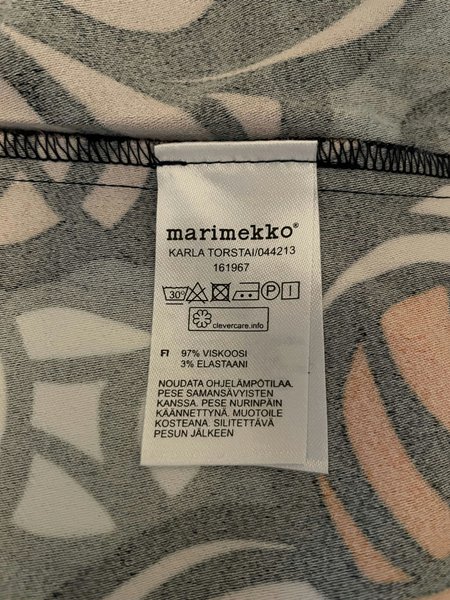 marimekko®
KARLA TORSTAI/044213
161967
30° P
clevercare.info
FI 97% VISKOOSI
3% ELASTAANI
NOUDATA OHJELÄMPÖTILAA.
PESE SAMANSÄVYISTEN
KANSSA. PESE NURINPÄIN
KÄÄNNETTYNÄ. MUOTOILE
KOSTEANA. SILITETTÄVÄ
PESUN JÄLKEEN